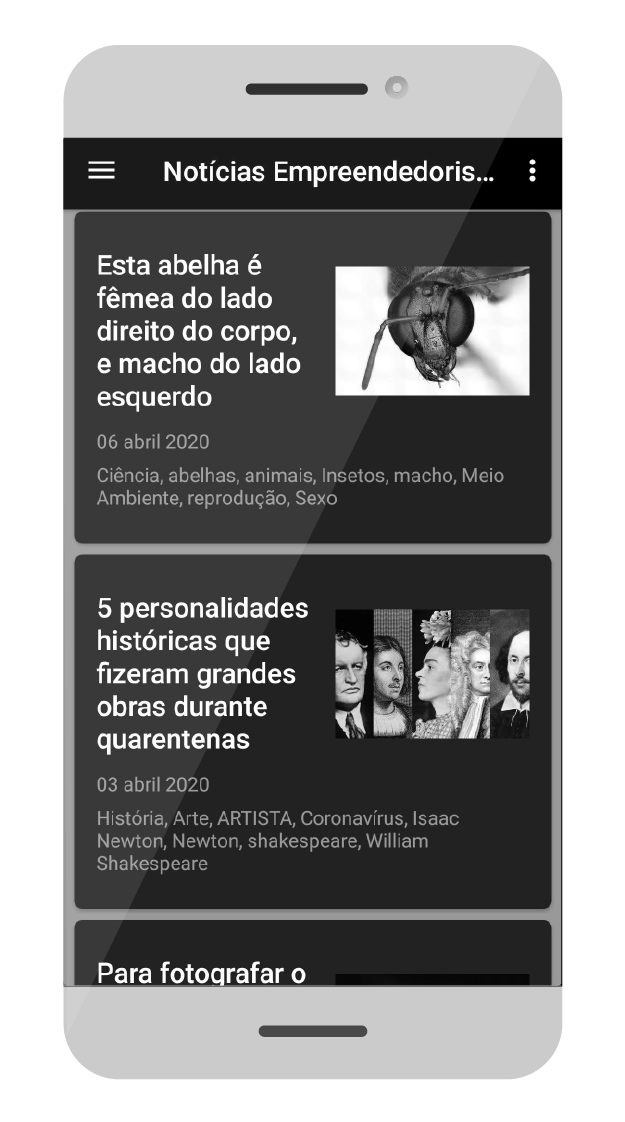 Notícias Empreendedoris...
Esta abelha é
fêmea do lado
direito do corpo,
e macho do lado
esquerdo
06 abril 2020
Ciência, abelhas, animais, Insetos, macho, Meio
Ambiente, reprodução, Sexo
5 personalidades
históricas que
fizeram grandes
obras durante
quarentenas
03 abril 2020
História, Arte, ARTISTA, Coronavírus, Isaac
Newton, Newton, shakespeare, William
Shakespeare
Para fotografar o